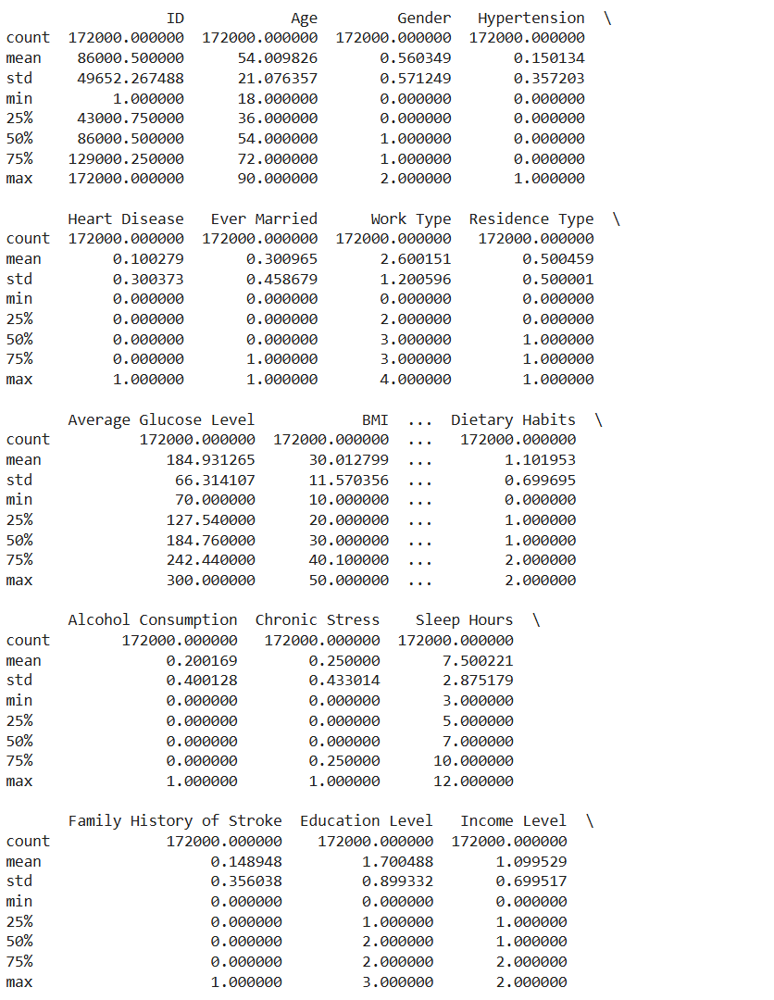 ID Age Gender Hypertension \
count 172000.000000 172000.000000 172000.000000 172000.000000
mean 86000.500000 54.009826 0.560349 0.150134
std 49652.267488 21.076357 0.571249 0.357203
min 1.000000 18.000000 0.000000 0.000000
25% 43000.750000 36.000000 0.000000 0.000000
50% 86000.500000 54.000000 1.000000 0.000000
75% 129000.250000 72.000000 1.000000 0.000000
max 172000.000000 90.000000 2.000000 1.000000
Heart Disease Ever Married Work Type Residence Type \
count 172000.000000 172000.000000 172000.000000 172000.000000
mean 0.100279 0.300965 2.600151 0.500459
std 0.300373 0.458679 1.200596 0.500001
min 0.000000 0.000000 0.000000 0.000000
25% 0.000000 0.000000 2.000000 0.000000
50% 0.000000 0.000000 3.000000 1.000000
75% 0.000000 1.000000 3.000000 1.000000
max 1.000000 1.000000 4.000000 1.000000
Average Glucose Level BMI ... Dietary Habits \
count 172000.000000 172000.000000 ... 172000.000000
mean 184.931265 30.012799 ... 1.101953
std 66.314107 11.570356 ... 0.699695
min 70.000000 10.000000 ... 0.000000
25% 127.540000 20.000000 ... 1.000000
50% 184.760000 30.000000 ... 1.000000
75% 242.440000 40.100000 ... 2.000000
max 300.000000 50.000000 ... 2.000000
Alcohol Consumption Chronic Stress Sleep Hours \
count 172000.000000 172000.000000 172000.000000
mean 0.200169 0.250000 7.500221
std 0.400128 0.433014 2.875179
min 0.000000 0.000000 3.000000
25% 0.000000 0.000000 5.000000
50% 0.000000 0.000000 7.000000
75% 0.000000 0.250000 10.000000
max 1.000000 1.000000 12.000000
Family History of Stroke Education Level Income Level \
count 172000.000000 172000.000000 172000.000000
mean 0.148948 1.700488 1.099529
std 0.356038 0.899332 0.699517
min 0.000000 0.000000 0.000000
25% 0.000000 1.000000 1.000000
50% 0.000000 2.000000 1.000000
75% 0.000000 2.000000 2.000000
max 1.000000 3.000000 2.000000